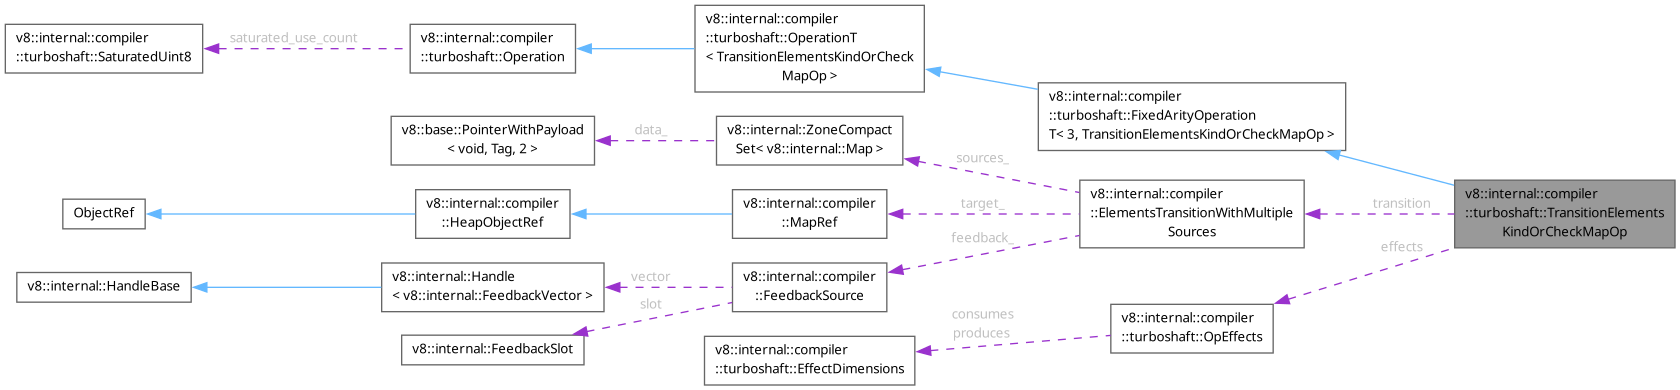 v8::internal::compiler
::turboshaft::SaturatedUint8
saturated_use_count
v8::internal::compiler
::turboshaft::Operation
v8::internal::compiler
::turboshaft::OperationT
< TransitionElementsKindOrCheck
MapOp >
v8::internal::compiler
::turboshaft::FixedArityOperation
T< 3, TransitionElementsKindOrCheckMapOp >
v8::base::PointerWithPayload
< void, Tag, 2 >
data_
v8::internal::ZoneCompact
Set< v8::internal::Map >
sources_
ObjectRef
v8::internal::compiler
::HeapObjectRef
v8::internal::compiler
::MapRef
target_
v8::internal::compiler
::ElementsTransitionWithMultiple
Sources
transition
v8::internal::compiler
::turboshaft::TransitionElements
KindOrCheckMapOp
feedback_
effects
v8::internal::HandleBase
v8::internal::Handle
< v8::internal::FeedbackVector >
vector
slot
v8::internal::compiler
::FeedbackSource
v8::internal::FeedbackSlot
consumes
produces
v8::internal::compiler
::turboshaft::OpEffects
v8::internal::compiler
::turboshaft::EffectDimensions